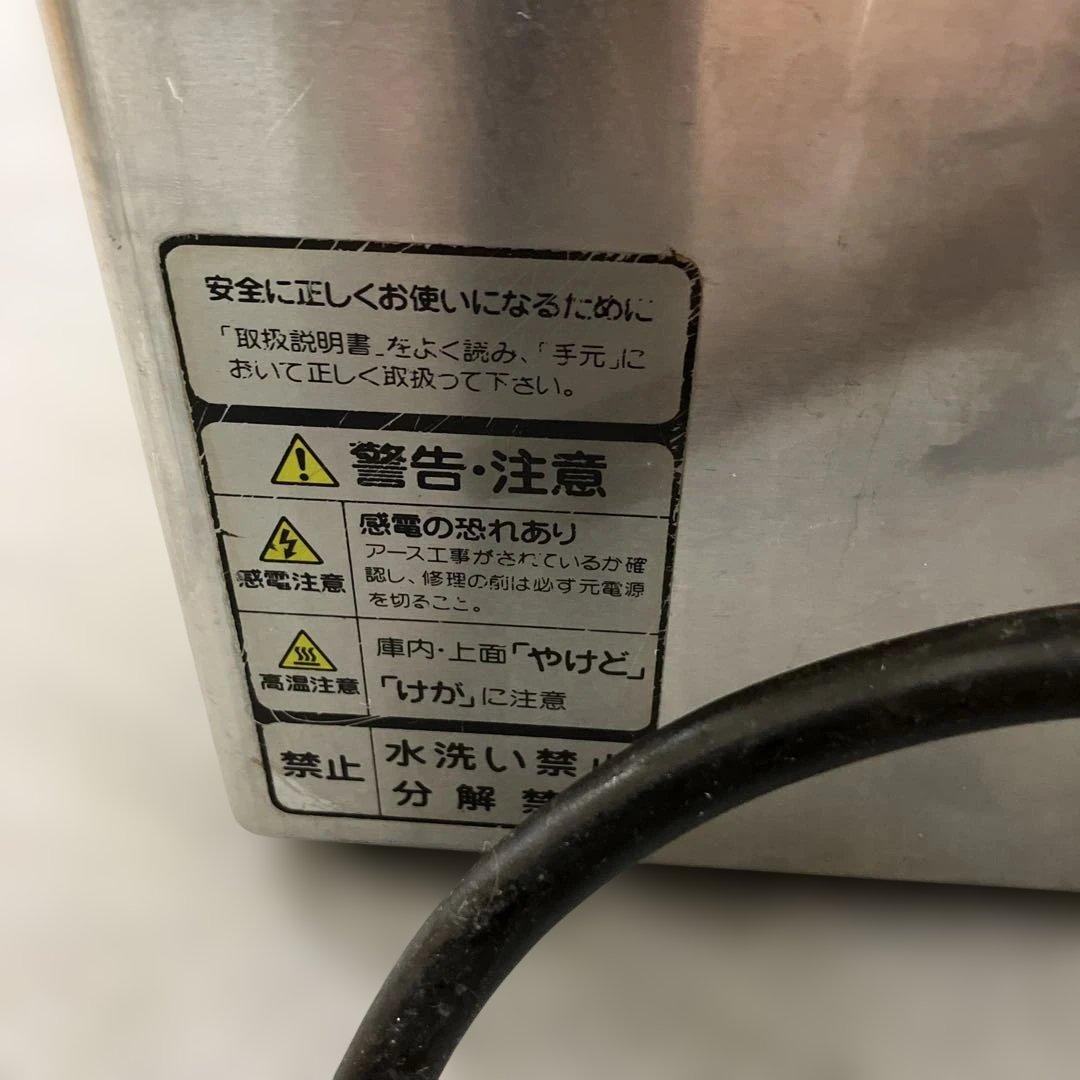 安全に正しくお使いになるために
「取扱説明書」をよく読み、「手元」に
おいて正しく取扱って下さい。
警告・注意
感電注意
感電の恐れあり
アース工事がされているか確
認し、修理の前は必ず元電源
を切ること。
高温注意
庫内・上面「やけど」
「けが」に注意
禁止
水洗い禁止
分解禁